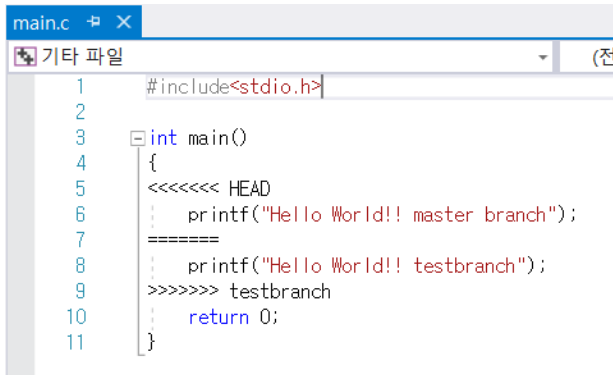 main.c
기타 파일 (전
1 #include<stdio.h>
2
3 int main()
4 {
5 <<<<<<< HEAD
6 printf("Hello World!! master branch");
7 =======
8 printf("Hello World!! testbranch");
9 >>>>>>> testbranch
10 return 0;
11 }